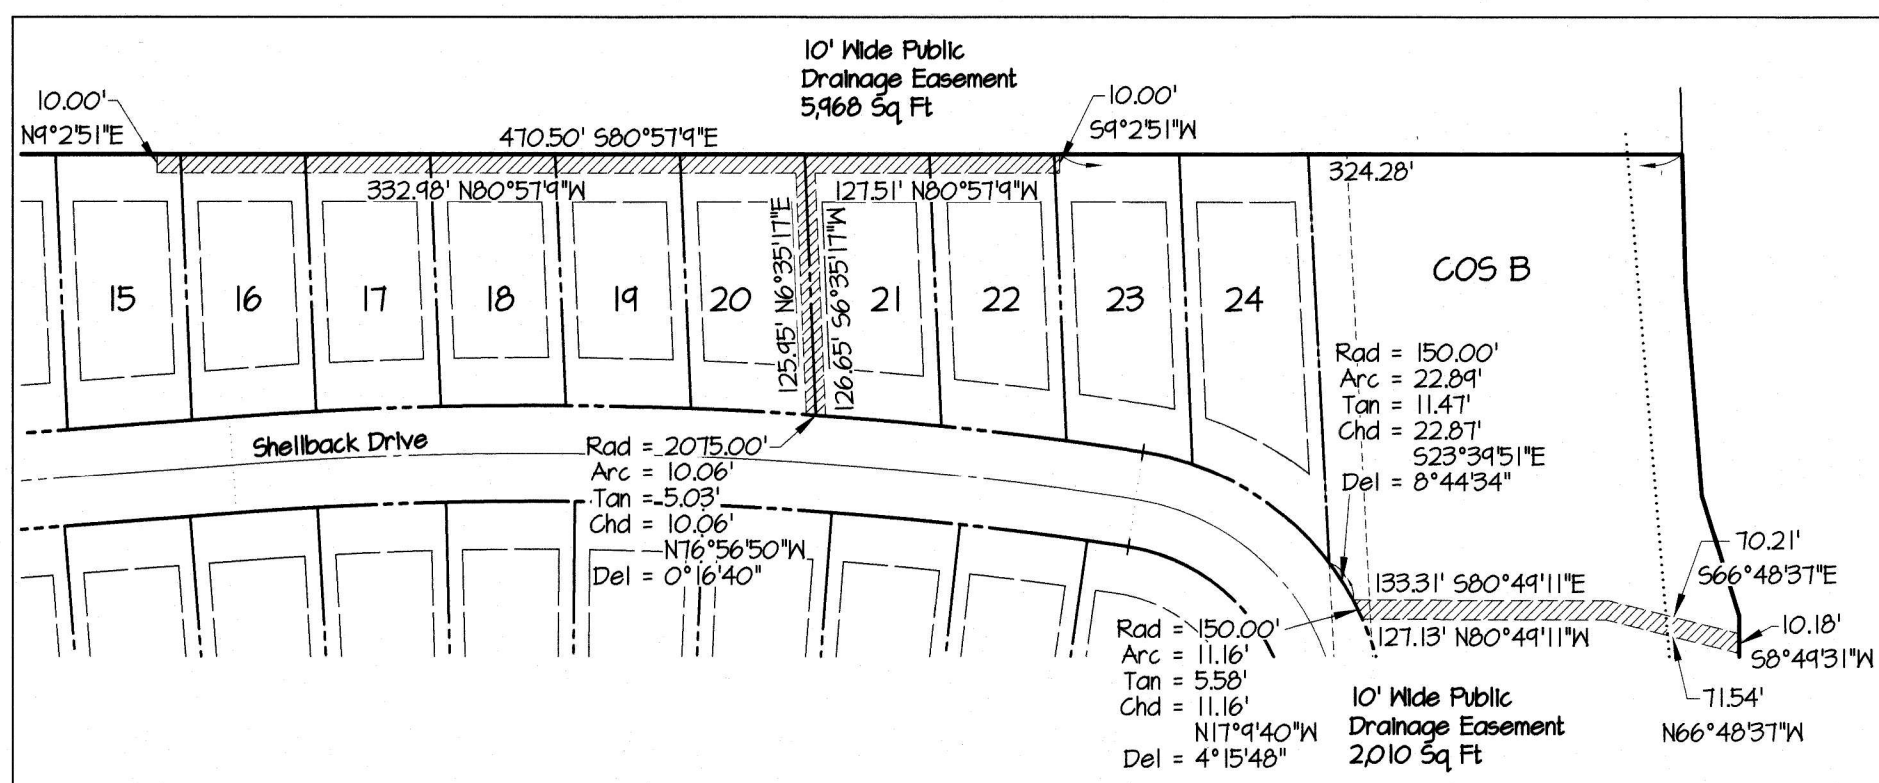 10' Wide Public
Drainage Easement
5,968 Sq Ft
10.00'
N9°2'51"E
10.00'
S9°2'51"W
470.50' S80°57'9"E
332.98' N80°57'9"W
127.51' N80°57'9"W
324.28'
125.95' N6°35'17"E
126.65' S6°35'17"W
COS B
15
16
17
18
19
20
21
22
23
24
Rad = 150.00'
Arc = 22.89'
Tan = 11.47'
Chd = 22.87'
S23°39'51"E
Del = 8°44'34"
Shellback Drive
Rad = 2075.00'
Arc = 10.06'
Tan = 5.03'
Chd = 10.06'
N76°56'50"W
Del = 0°16'40"
70.21'
S66°48'37"E
133.31' S80°49'11"E
127.13' N80°49'11"W
10.18'
S8°49'31"W
Rad = 150.00'
Arc = 11.16'
Tan = 5.58'
Chd = 11.16'
N17°9'40"W
Del = 4°15'48"
10' Wide Public
Drainage Easement
2,010 Sq Ft
71.54'
N66°48'37"W